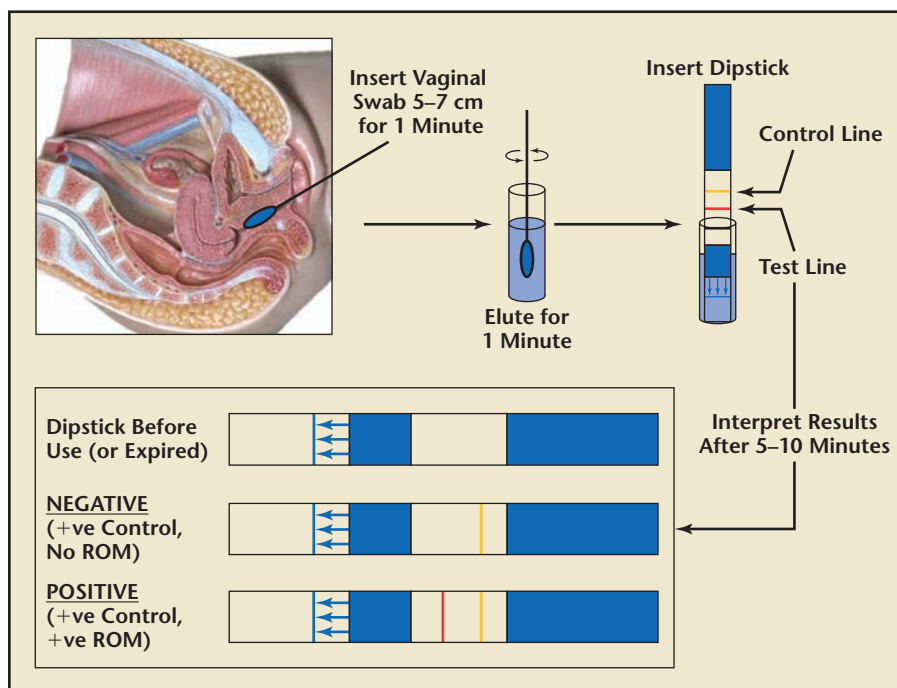 Insert Vaginal
Swab 5–7 cm
for 1 Minute
Elute for
1 Minute
Insert Dipstick
Control Line
Test Line
Interpret Results
After 5–10 Minutes
Dipstick Before
Use (or Expired)
NEGATIVE
(+ve Control,
No ROM)
POSITIVE
(+ve Control,
+ve ROM)